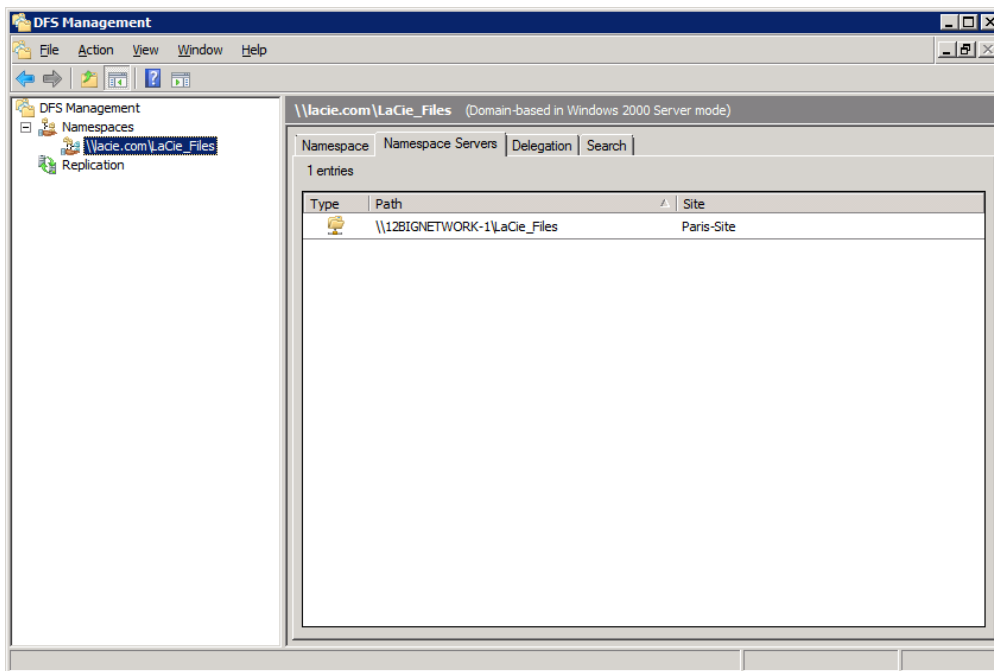 DFS Management
File Action View Window Help
DFS Management
Namespaces
\\lacie.com\LaCie_Files
Replication
\\lacie.com\LaCie_Files (Domain-based in Windows 2000 Server mode)
Namespace Namespace Servers Delegation Search
1 entries
Type Path Site
\\12BIGNETWORK-1\LaCie_Files Paris-Site